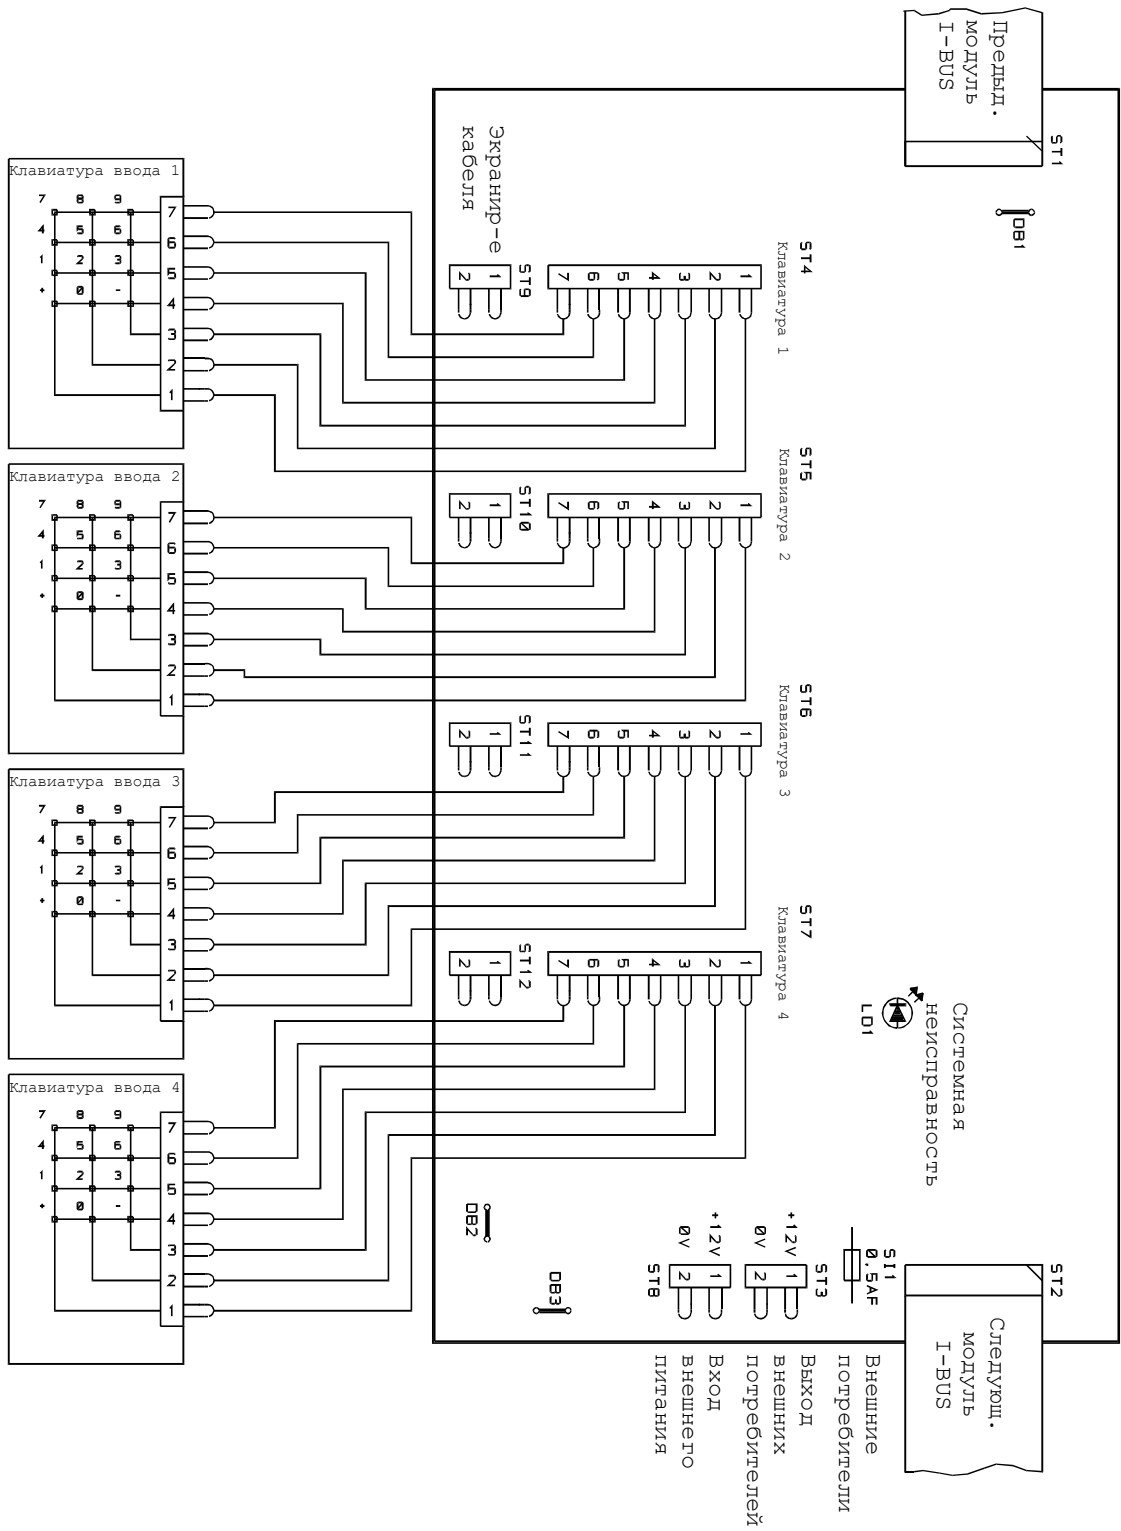 Предыд.
модуль
I-BUS
ST1
DB1
Экранир-е
кабеля
ST4
Клавиатура 1
ST9
1
2
1
2
3
4
5
6
7
ST5
Клавиатура 2
ST10
1
2
1
2
3
4
5
6
7
ST6
Клавиатура 3
ST11
1
2
1
2
3
4
5
6
7
ST7
Клавиатура 4
ST12
1
2
1
2
3
4
5
6
7
Системная
неисправность
LD1
Клавиатура ввода 1
7 8 9
4 5 6
1 2 3
+ 0 -
7
6
5
4
3
2
1
Клавиатура ввода 2
7 8 9
4 5 6
1 2 3
+ 0 -
7
6
5
4
3
2
1
Клавиатура ввода 3
7 8 9
4 5 6
1 2 3
+ 0 -
7
6
5
4
3
2
1
Клавиатура ввода 4
7 8 9
4 5 6
1 2 3
+ 0 -
7
6
5
4
3
2
1
DB2
DB3
SI1
0,5AF
ST3
+12V
0V
1
2
ST8
+12V
0V
1
2
ST2
Следующ.
модуль
I-BUS
Внешние
потребители
Выход
внешних
потребителей
Вход
внешнего
питания